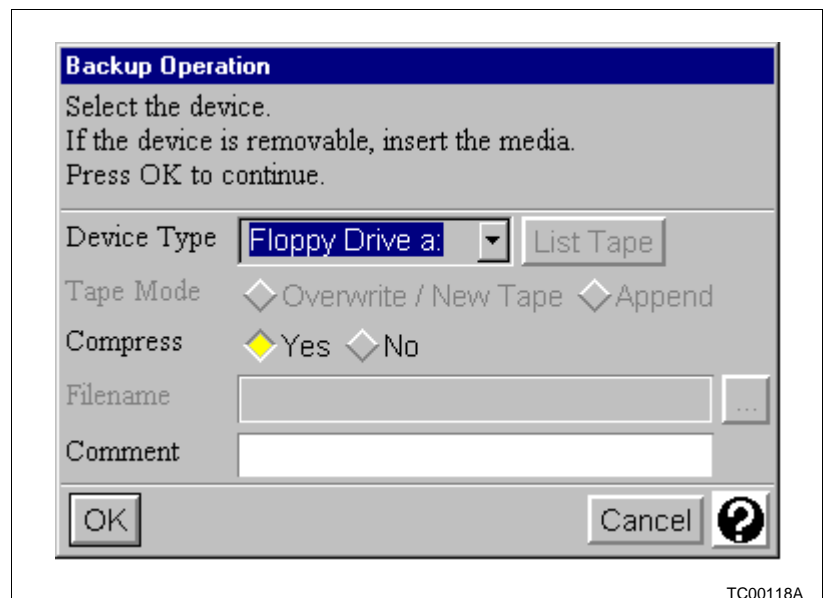 Backup Operation
Select the device.
If the device is removable, insert the media.
Press OK to continue.
Device Type Floppy Drive a: List Tape
Tape Mode Overwrite / New Tape Append
Compress Yes No
Filename ...
Comment
OK Cancel ?
TC00118A